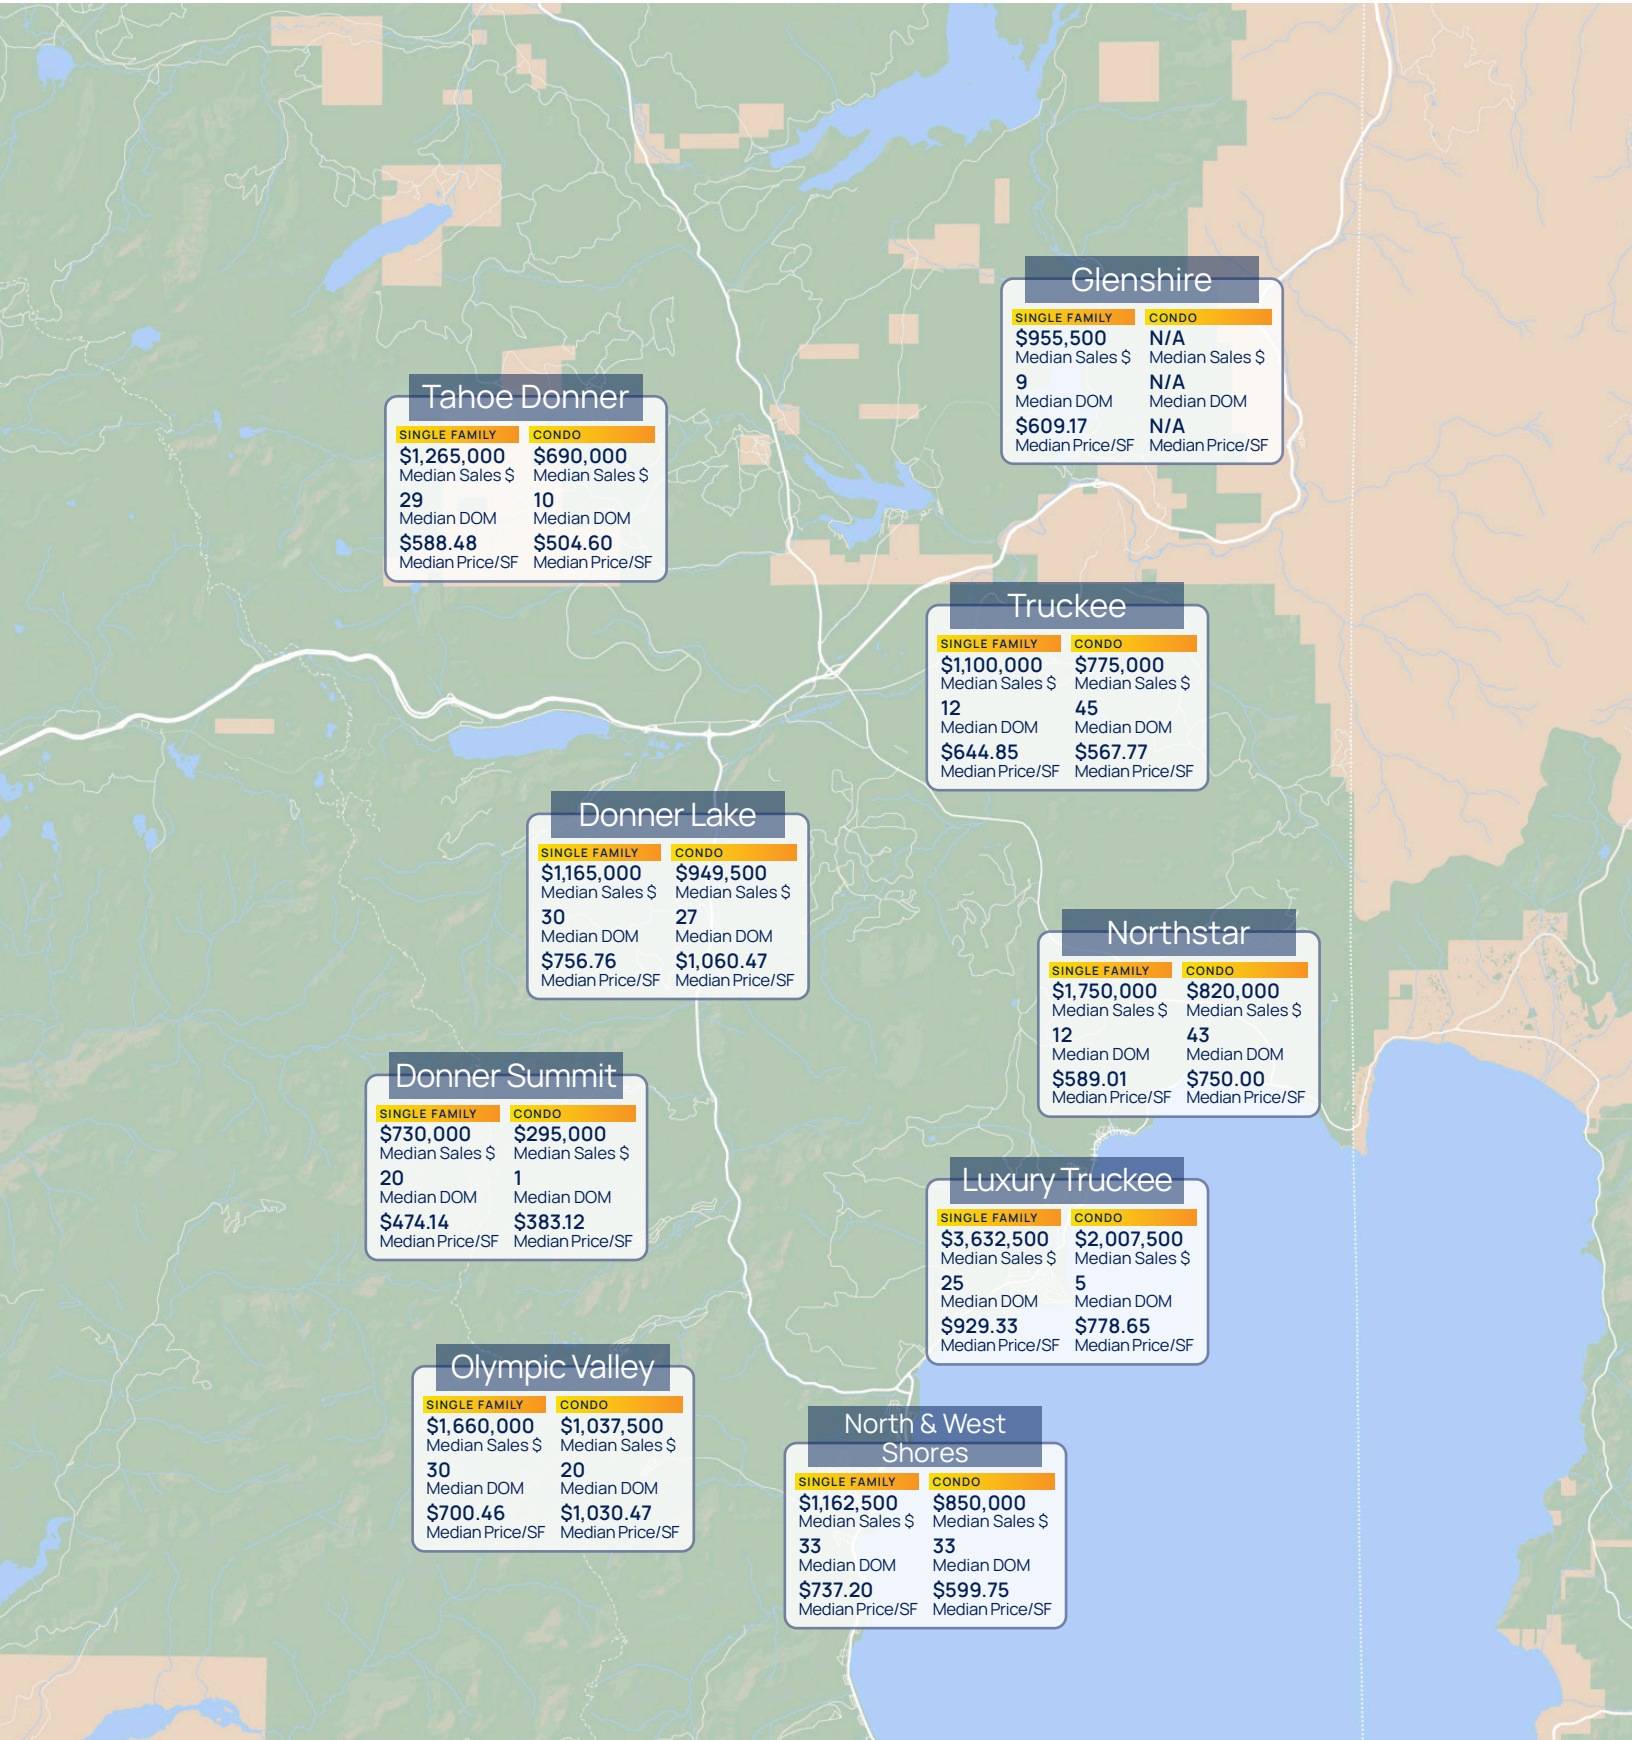 Glenshire
SINGLE FAMILY CONDO
$955,500 N/A
Median Sales $ Median Sales $
9 N/A
Median DOM Median DOM
$609.17 N/A
Median Price/SF Median Price/SF
Tahoe Donner
SINGLE FAMILY CONDO
$1,265,000 $690,000
Median Sales $ Median Sales $
29 10
Median DOM Median DOM
$588.48 $504.60
Median Price/SF Median Price/SF
Truckee
SINGLE FAMILY CONDO
$1,100,000 $775,000
Median Sales $ Median Sales $
12 45
Median DOM Median DOM
$644.85 $567.77
Median Price/SF Median Price/SF
Donner Lake
SINGLE FAMILY CONDO
$1,165,000 $949,500
Median Sales $ Median Sales $
30 27
Median DOM Median DOM
$756.76 $1,060.47
Median Price/SF Median Price/SF
Northstar
SINGLE FAMILY CONDO
$1,750,000 $820,000
Median Sales $ Median Sales $
12 43
Median DOM Median DOM
$589.01 $750.00
Median Price/SF Median Price/SF
Donner Summit
SINGLE FAMILY CONDO
$730,000 $295,000
Median Sales $ Median Sales $
20 1
Median DOM Median DOM
$474.14 $383.12
Median Price/SF Median Price/SF
Luxury Truckee
SINGLE FAMILY CONDO
$3,632,500 $2,007,500
Median Sales $ Median Sales $
25 5
Median DOM Median DOM
$929.33 $778.65
Median Price/SF Median Price/SF
Olympic Valley
SINGLE FAMILY CONDO
$1,660,000 $1,037,500
Median Sales $ Median Sales $
30 20
Median DOM Median DOM
$700.46 $1,030.47
Median Price/SF Median Price/SF
North & West
Shores
SINGLE FAMILY CONDO
$1,162,500 $850,000
Median Sales $ Median Sales $
33 33
Median DOM Median DOM
$737.20 $599.75
Median Price/SF Median Price/SF